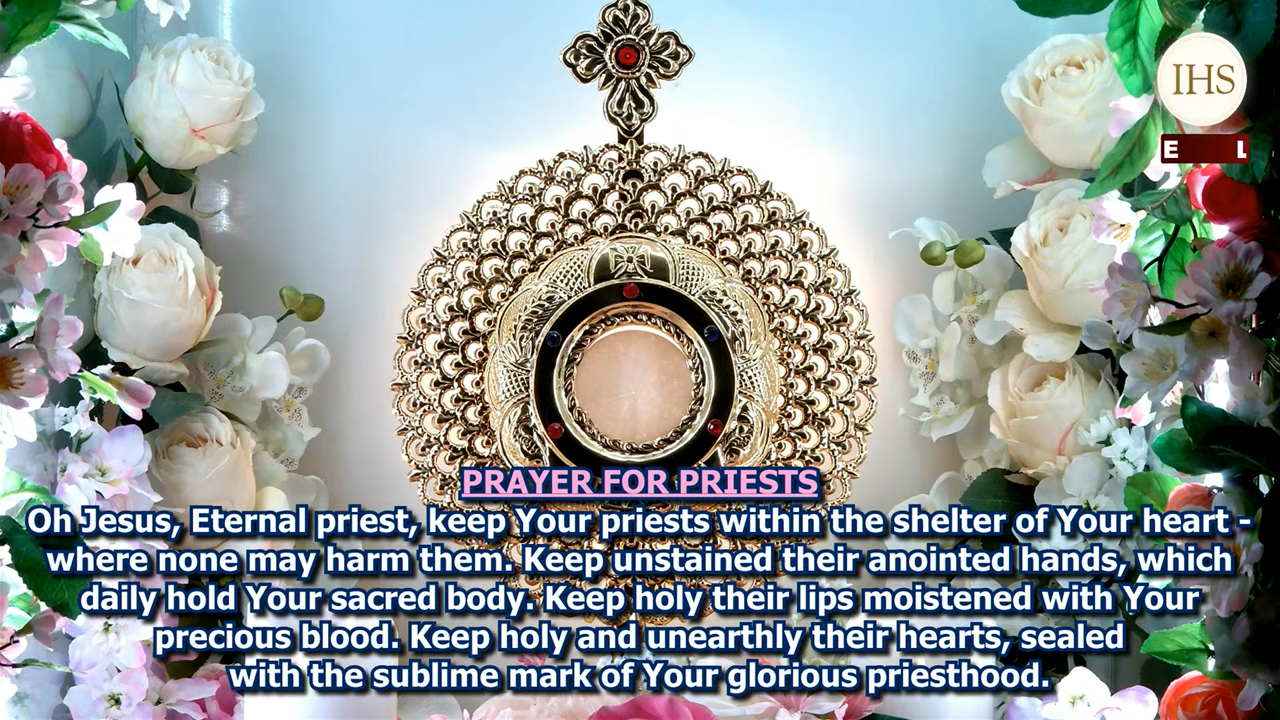 IHS
E L
PRAYER FOR PRIESTS
Oh Jesus, Eternal priest, keep Your priests within the shelter of Your heart -
where none may harm them. Keep unstained their anointed hands, which
daily hold Your sacred body. Keep holy their lips moistened with Your
precious blood. Keep holy and unearthly their hearts, sealed
with the sublime mark of Your glorious priesthood.